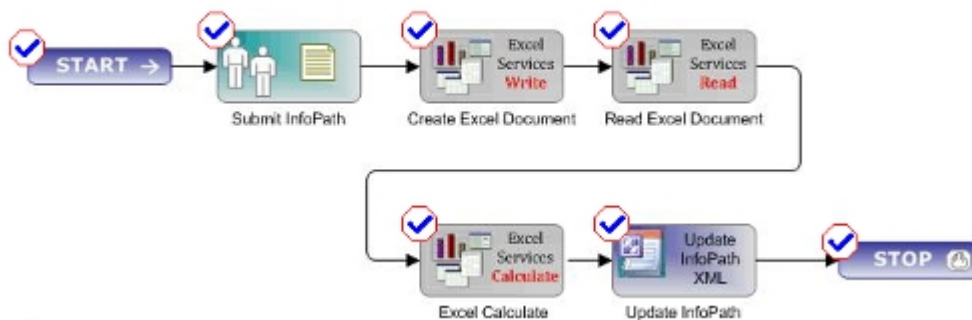 START →
Excel
Services
Write
Excel
Services
Read
Submit InfoPath
Create Excel Document
Read Excel Document
Excel
Services
Calculate
Update
InfoPath
XML
STOP
Excel Calculate
Update InfoPath